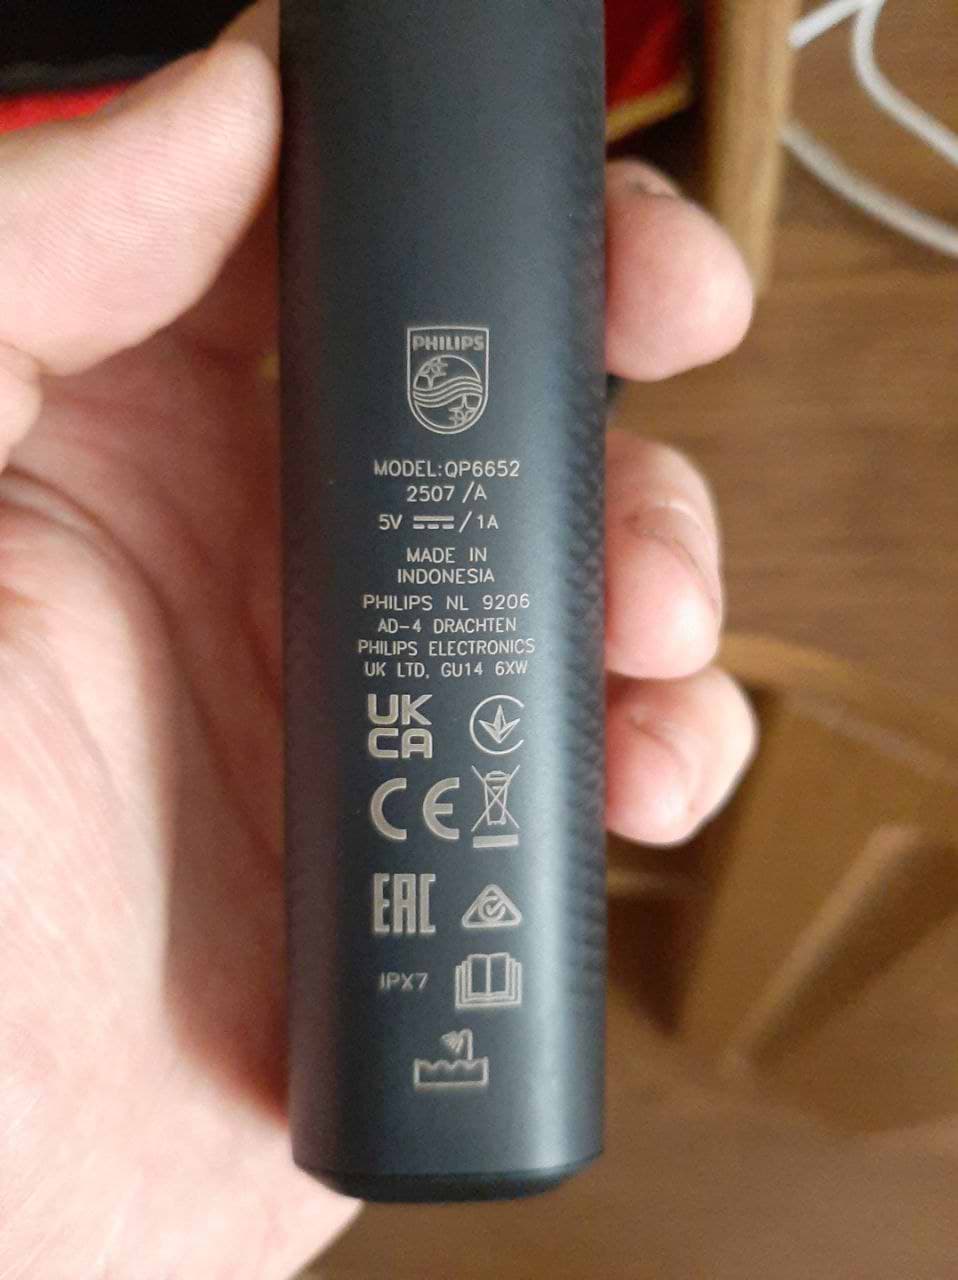 PHILIPS
MODEL:QP6652
2507 /A
5V ⎓ / 1A
MADE IN
INDONESIA
PHILIPS NL 9206
AD-4 DRACHTEN
PHILIPS ELECTRONICS
UK LTD, GU14 6XW
UK
CA
CE
EAC
IPX7